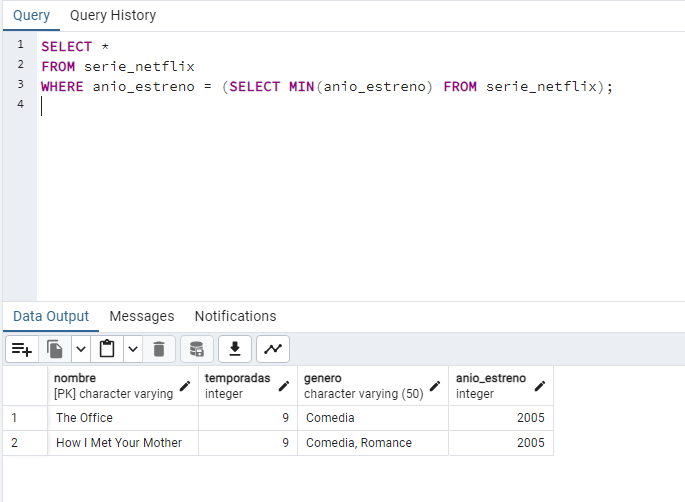 Query Query History
1 SELECT *
2 FROM serie_netflix
3 WHERE anio_estreno = (SELECT MIN(anio_estreno) FROM serie_netflix);
4
Data Output Messages Notifications
nombre temporadas genero anio_estreno
[PK] character varying integer character varying (50) integer
1 The Office 9 Comedia 2005
2 How I Met Your Mother 9 Comedia, Romance 2005